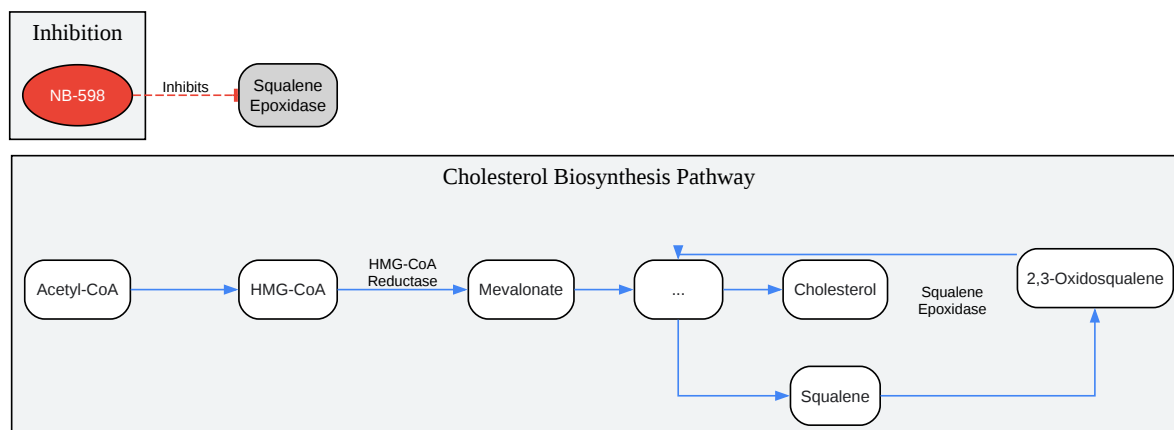 Inhibition
NB-598
Inhibits
Squalene
Epoxidase
Cholesterol Biosynthesis Pathway
Acetyl-CoA
HMG-CoA
HMG-CoA
Reductase
Mevalonate
...
Cholesterol
Squalene
Epoxidase
2,3-Oxidosqualene
Squalene